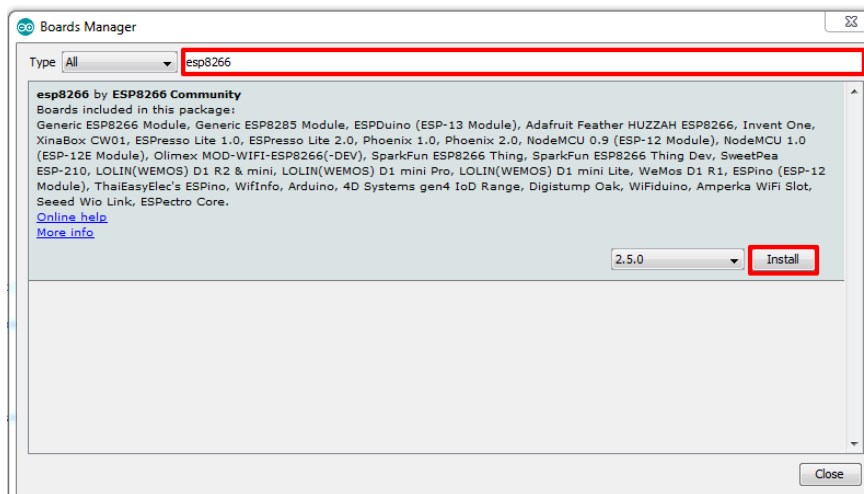 Boards Manager
Type All esp8266
esp8266 by ESP8266 Community
Boards included in this package:
Generic ESP8266 Module, Generic ESP8285 Module, ESPDuino (ESP-13 Module), Adafruit Feather HUZZAH ESP8266, Invent One,
XinaBox CW01, ESPresso Lite 1.0, ESPresso Lite 2.0, Phoenix 1.0, Phoenix 2.0, NodeMCU 0.9 (ESP-12 Module), NodeMCU 1.0
(ESP-12E Module), Olimex MOD-WIFI-ESP8266(-DEV), SparkFun ESP8266 Thing, SparkFun ESP8266 Thing Dev, SweetPea
ESP-210, LOLIN(WEMOS) D1 R2 & mini, LOLIN(WEMOS) D1 mini Pro, LOLIN(WEMOS) D1 mini Lite, WeMos D1 R1, ESPino (ESP-12
Module), ThaiEasyElec's ESPino, WifInfo, Arduino, 4D Systems gen4 IoD Range, Digistump Oak, WiFiduino, Amperka WiFi Slot,
Seeed Wio Link, ESPectro Core.
Online help
More info
2.5.0 Install
Close